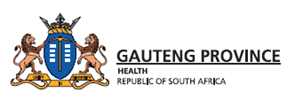 GAUTENG PROVINCE
HEALTH
REPUBLIC OF SOUTH AFRICA